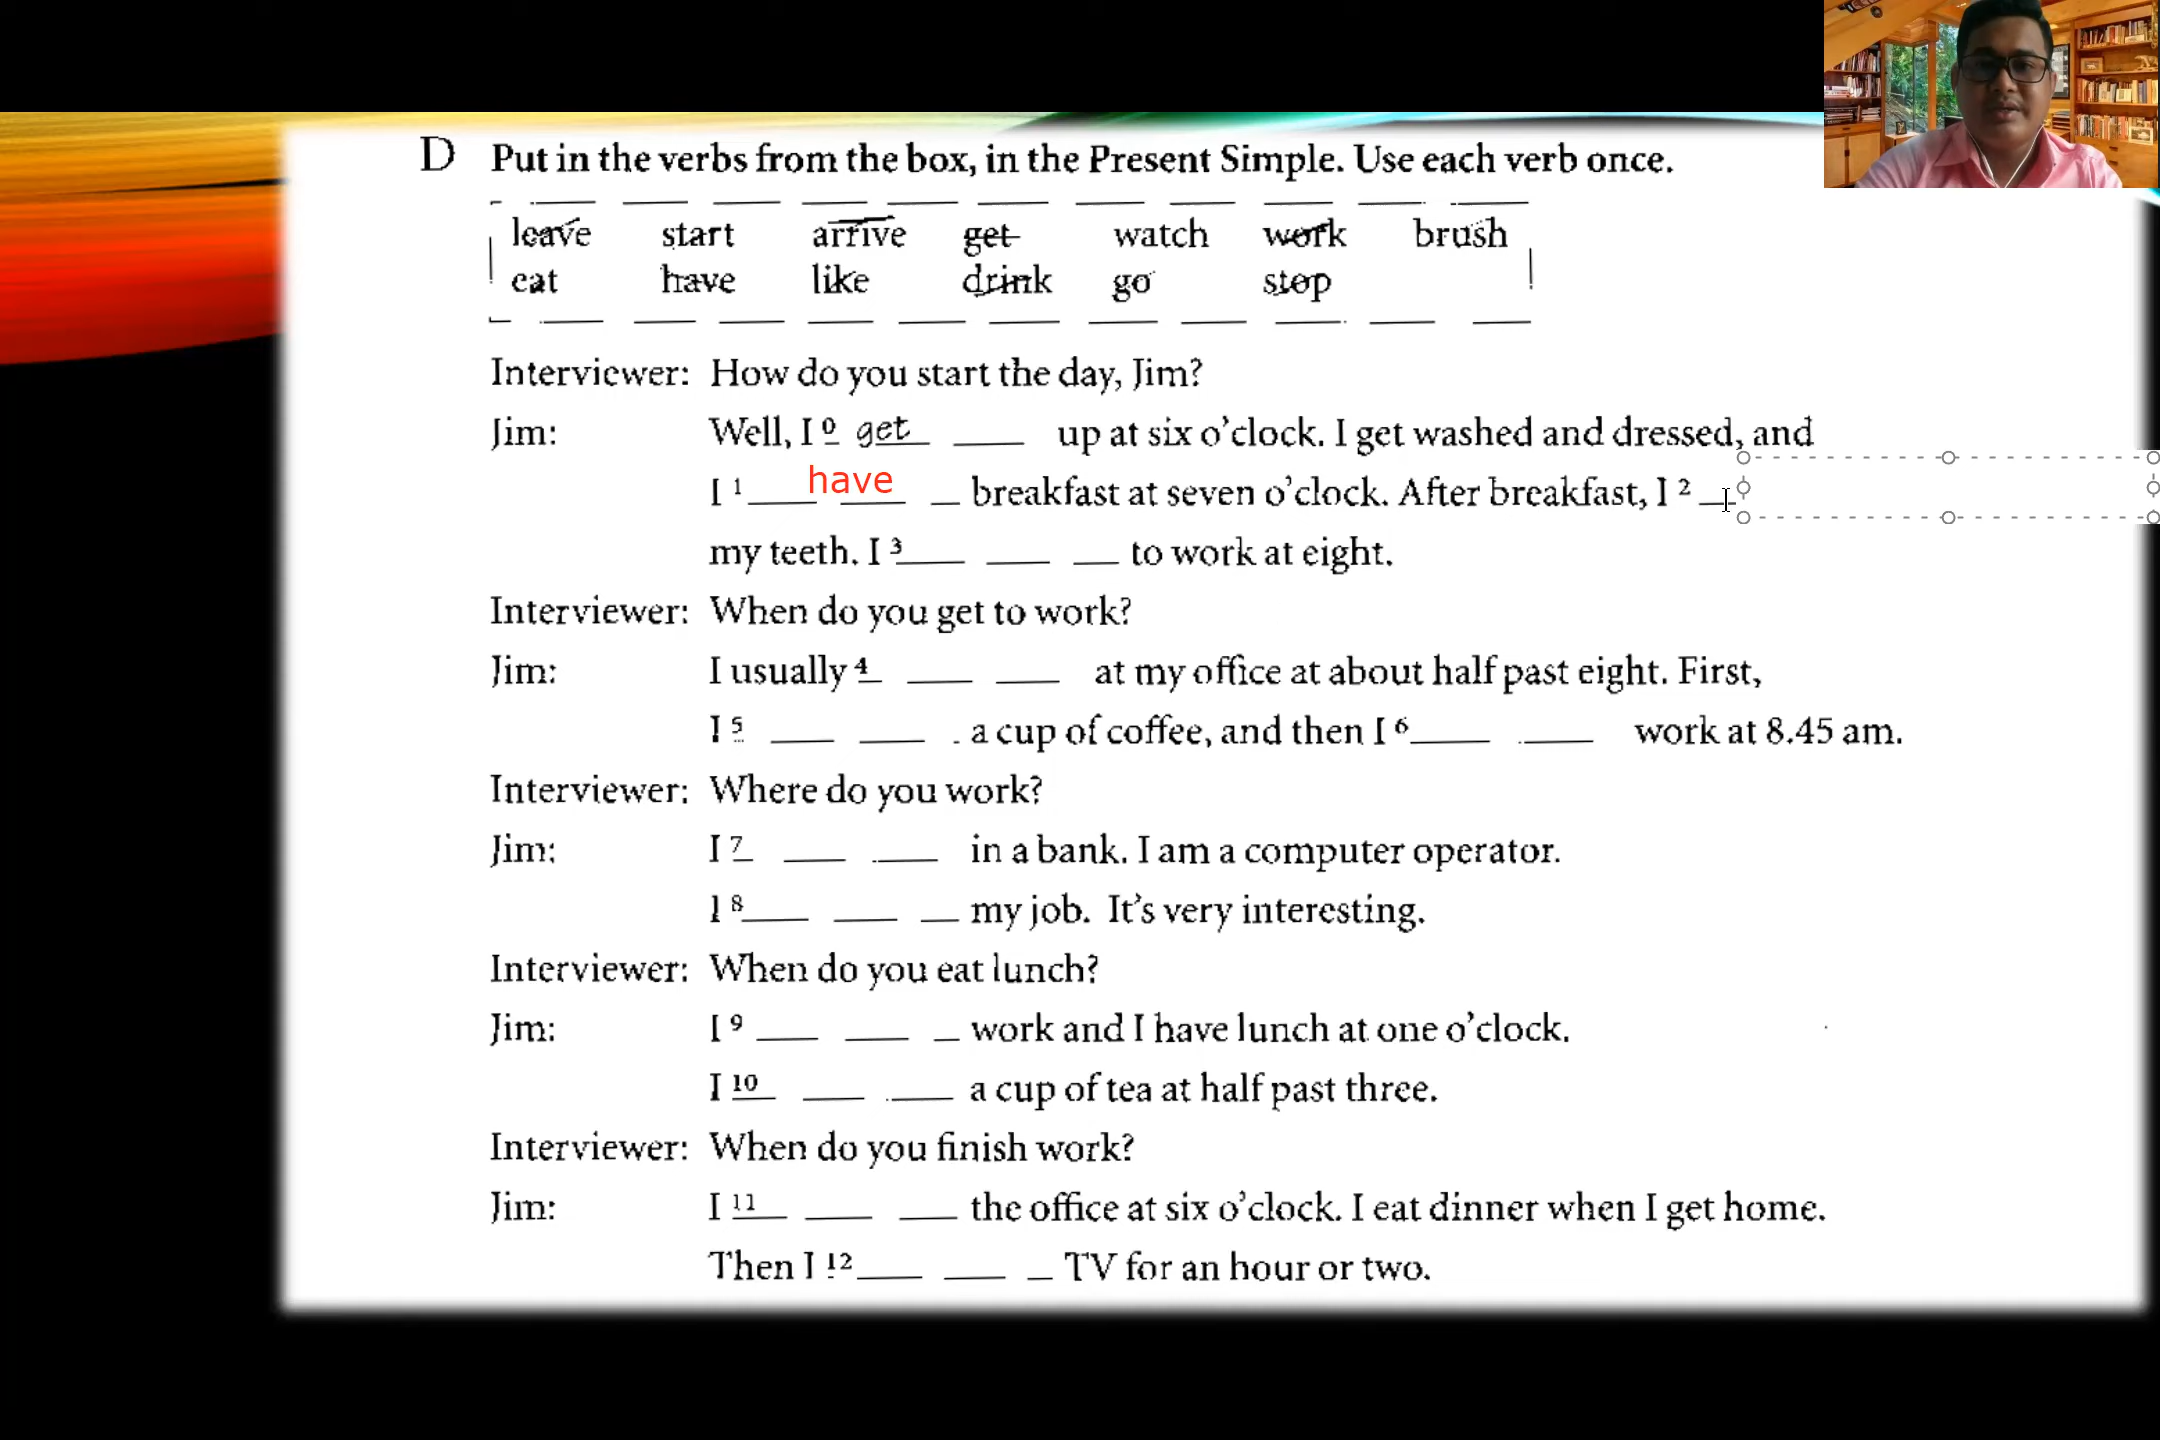 D Put in the verbs from the box, in the Present Simple. Use each verb once.
leave start arrive get watch work brush
eat have like drink go stop
Interviewer: How do you start the day, Jim?
Jim: Well, I 0 get up at six o'clock. I get washed and dressed, and
I 1 have breakfast at seven o'clock. After breakfast, I 2
my teeth. I 3 to work at eight.
Interviewer: When do you get to work?
Jim: I usually 4 at my office at about half past eight. First,
I 5 a cup of coffee, and then I 6 work at 8.45 am.
Interviewer: Where do you work?
Jim: I 7 in a bank. I am a computer operator.
I 8 my job. It's very interesting.
Interviewer: When do you eat lunch?
Jim: I 9 work and I have lunch at one o'clock.
I 10 a cup of tea at half past three.
Interviewer: When do you finish work?
Jim: I 11 the office at six o'clock. I eat dinner when I get home.
Then I 12 TV for an hour or two.